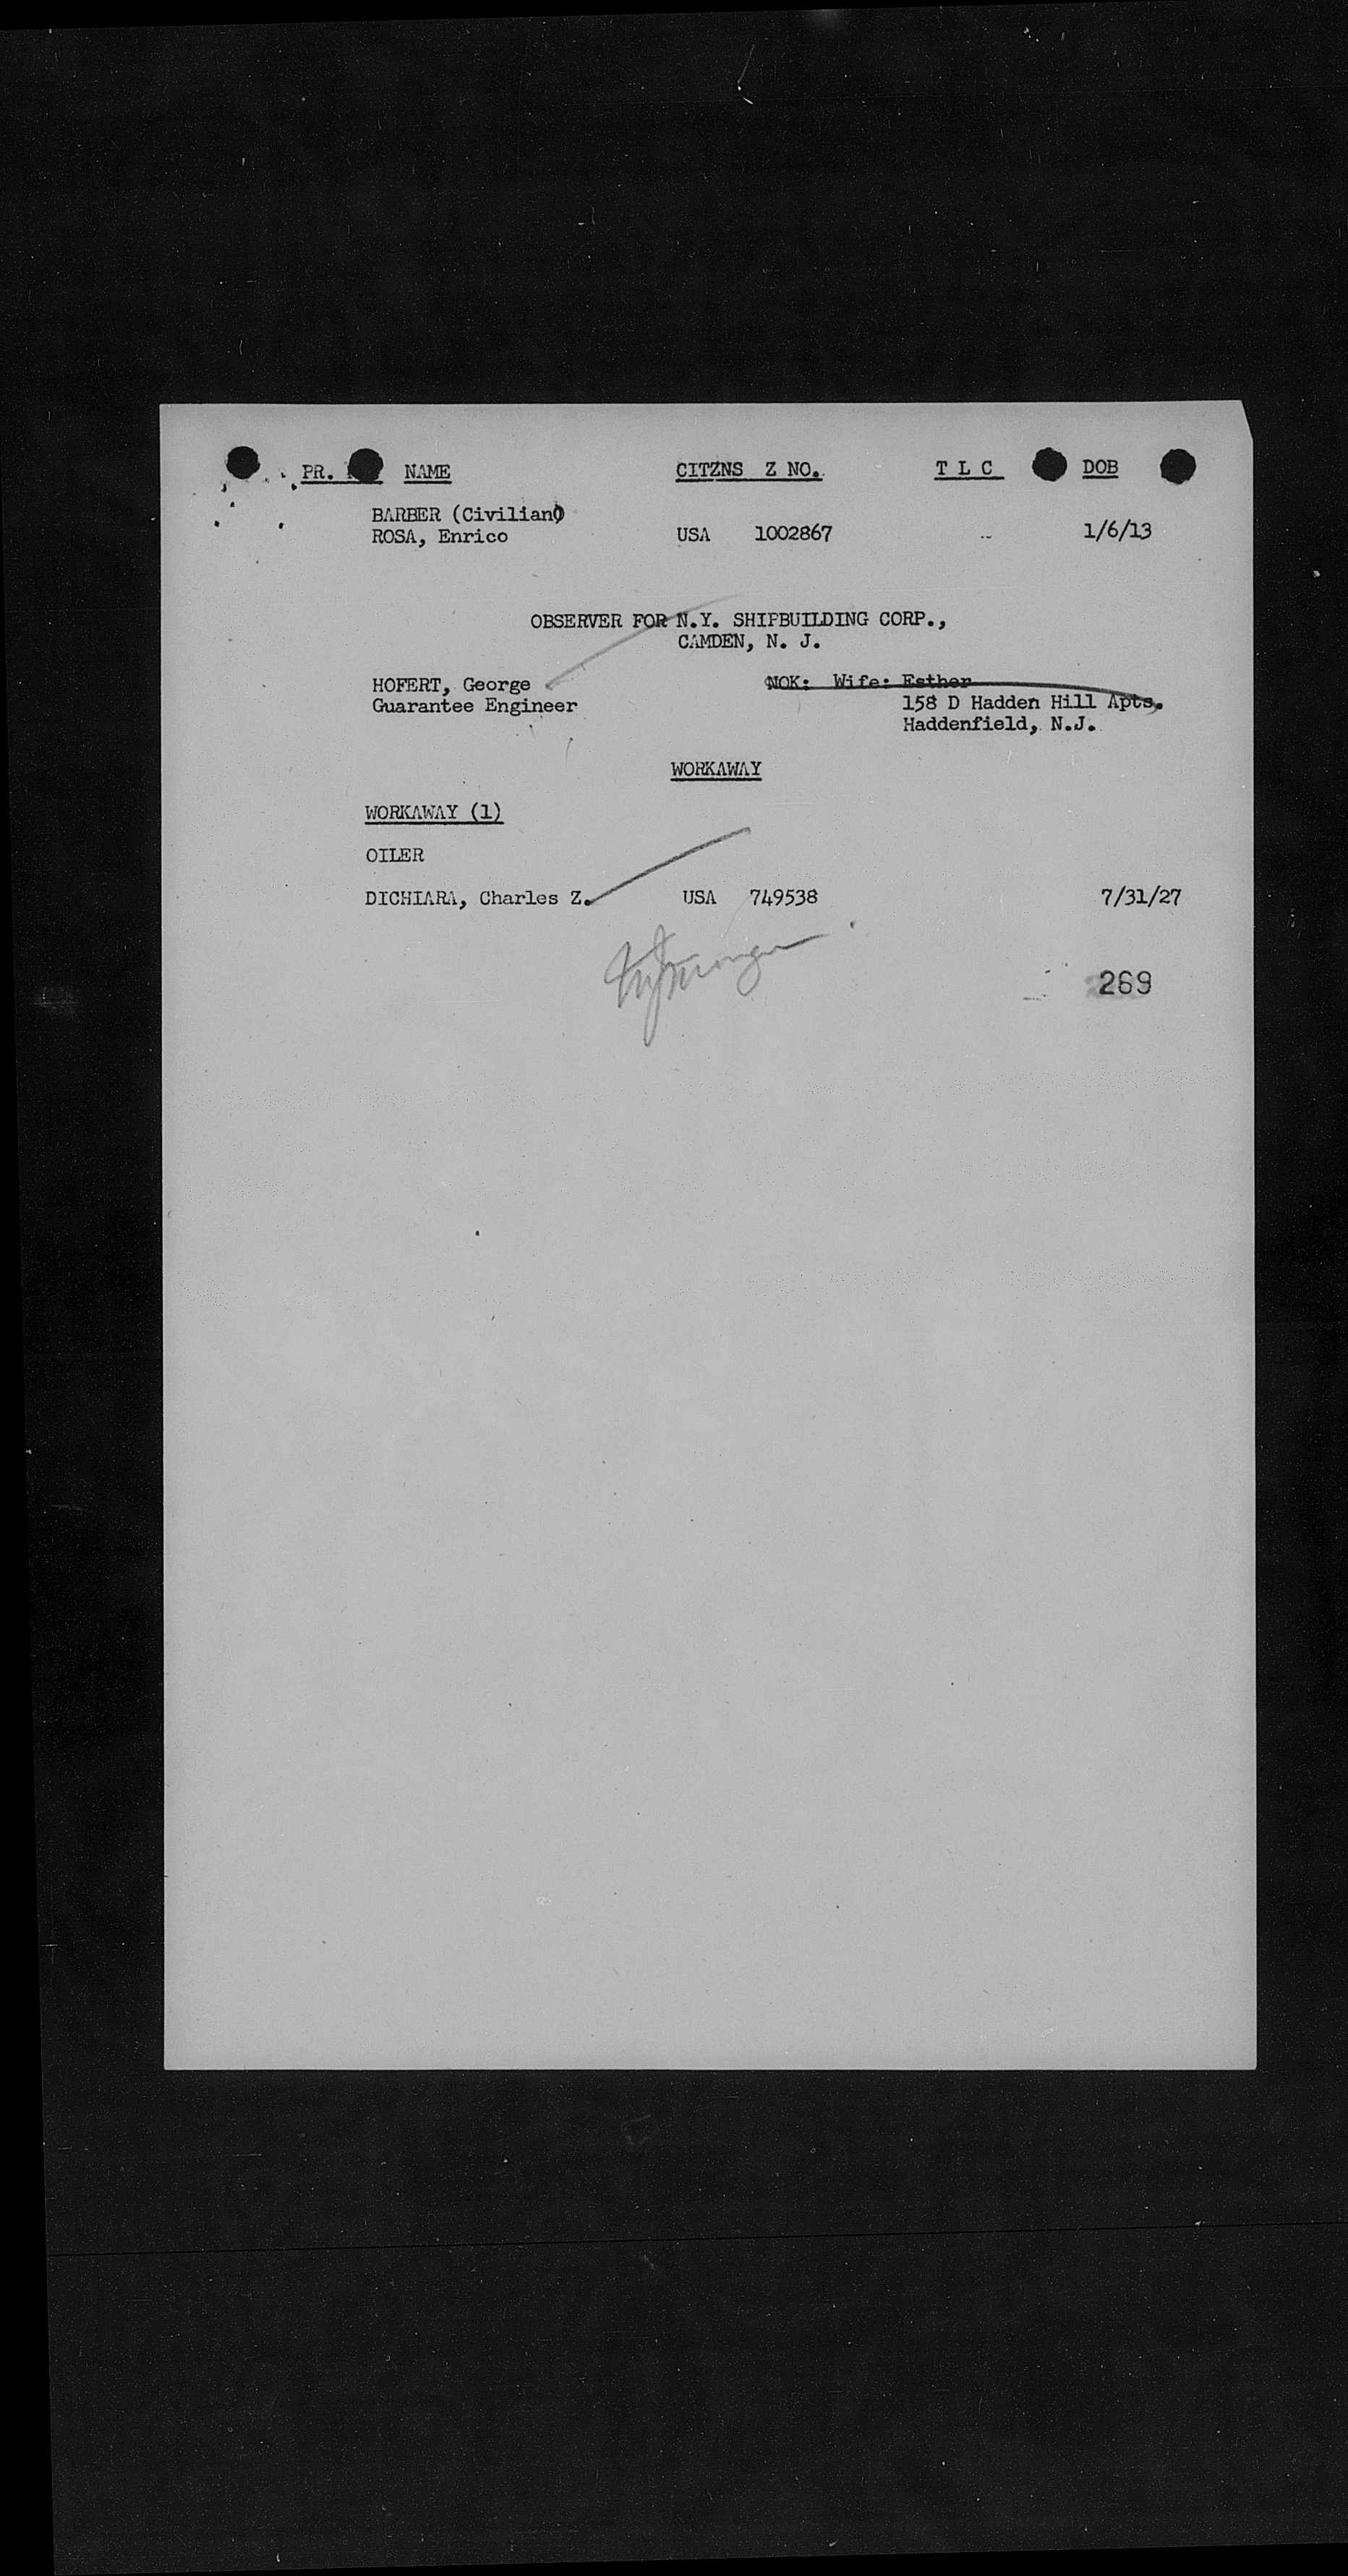 PR. NAME CITZNS Z NO. T L C DOB
BARBER (Civilian)
ROSA, Enrico USA 1002867 -- 1/6/13
OBSERVER FOR N.Y. SHIPBUILDING CORP.,
CAMDEN, N. J.
HOFERT, George NOK: Wife: Esther
Guarantee Engineer 158 D Hadden Hill Apts.
Haddenfield, N.J.
WORKAWAY
WORKAWAY (1)
OILER
DICHIARA, Charles Z. USA 749538 7/31/27
269